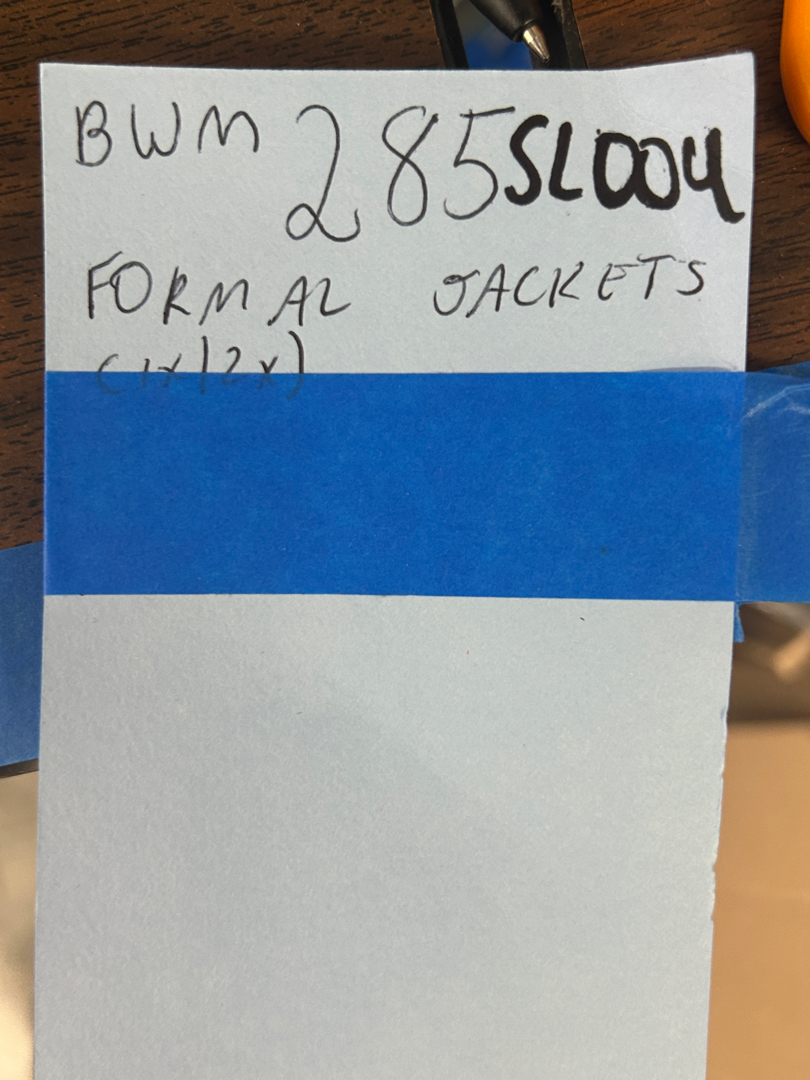 BWM 285SL004
FORMAL JACKETS
(1x/2x)